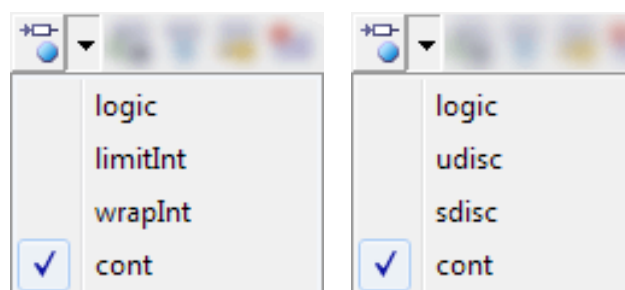 logic
limitInt
wrapInt
cont
logic
udisc
sdisc
cont